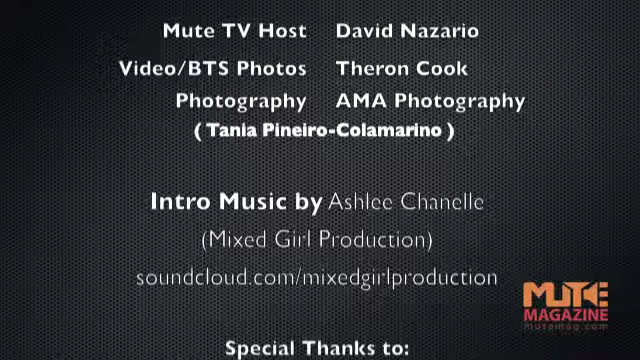 Mute TV Host David Nazario
Video/BTS Photos Theron Cook
Photography AMA Photography
( Tania Pineiro-Colamarino )
Intro Music by Ashlee Chanelle
(Mixed Girl Production)
soundcloud.com/mixedgirlproduction
MUTE
MAGAZINE
mutemag.com
Special Thanks to: